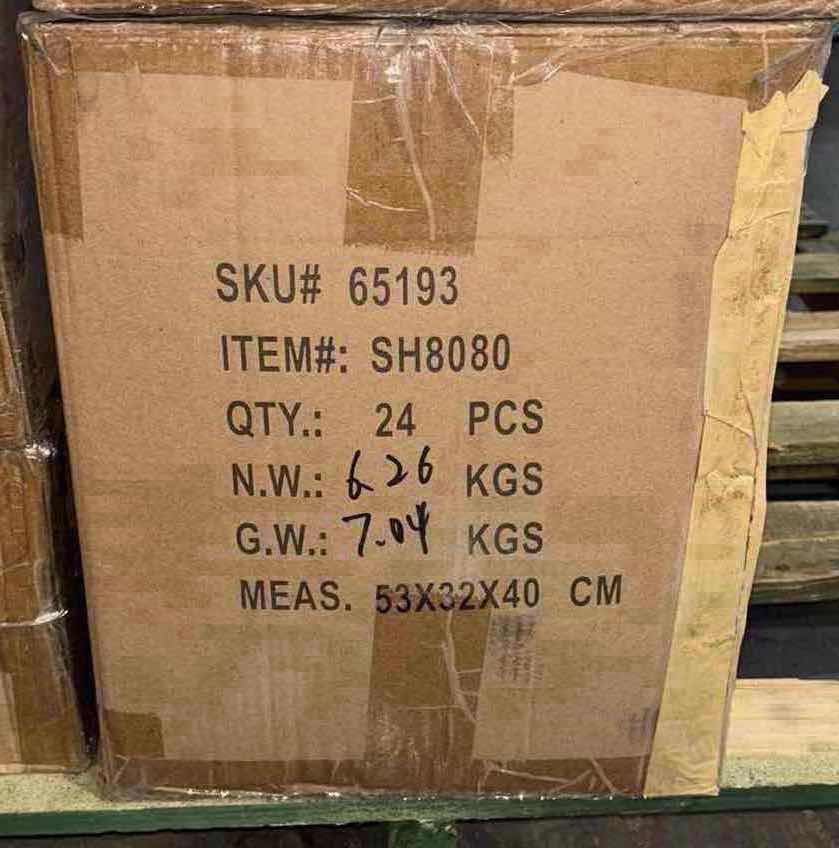 SKU# 65193
ITEM#: SH8080
QTY.: 24 PCS
N.W.: 6.26 KGS
G.W.: 7.04 KGS
MEAS. 53X32X40 CM